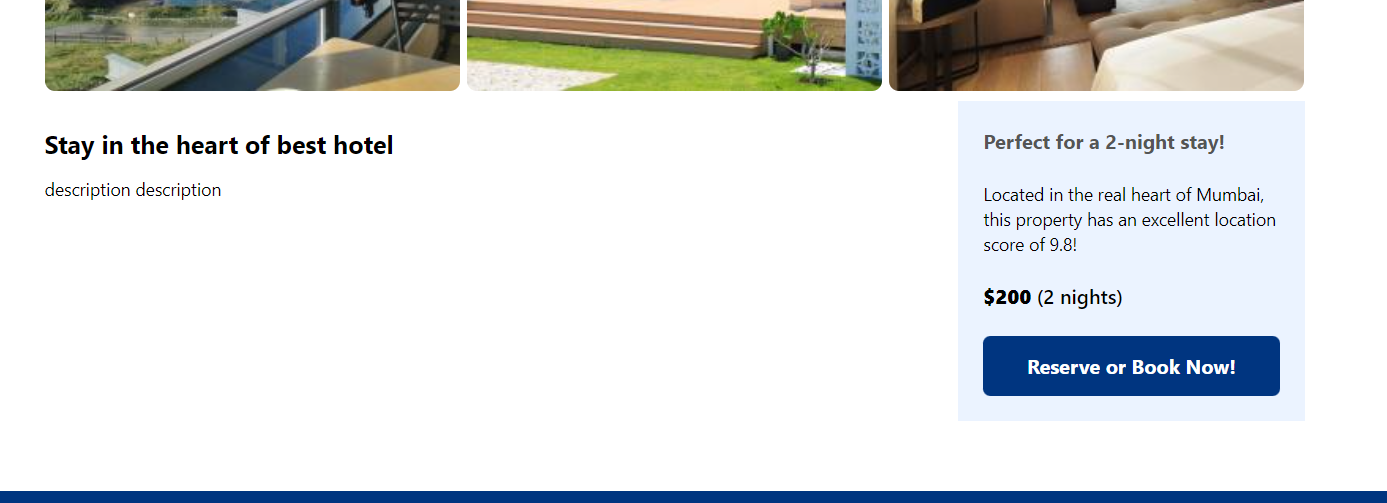 Stay in the heart of best hotel
description description
Perfect for a 2-night stay!
Located in the real heart of Mumbai,
this property has an excellent location
score of 9.8!
$200 (2 nights)
Reserve or Book Now!